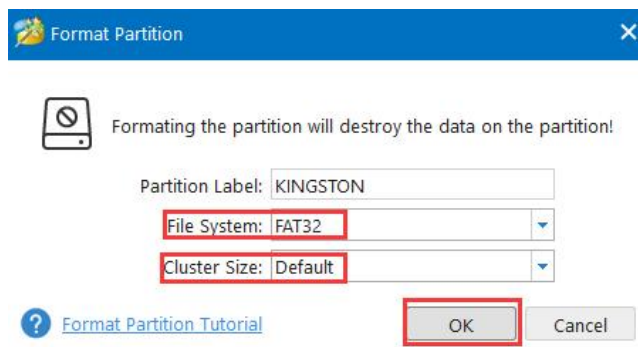 Format Partition
Formating the partition will destroy the data on the partition!
Partition Label: KINGSTON
File System: FAT32
Cluster Size: Default
? Format Partition Tutorial OK Cancel